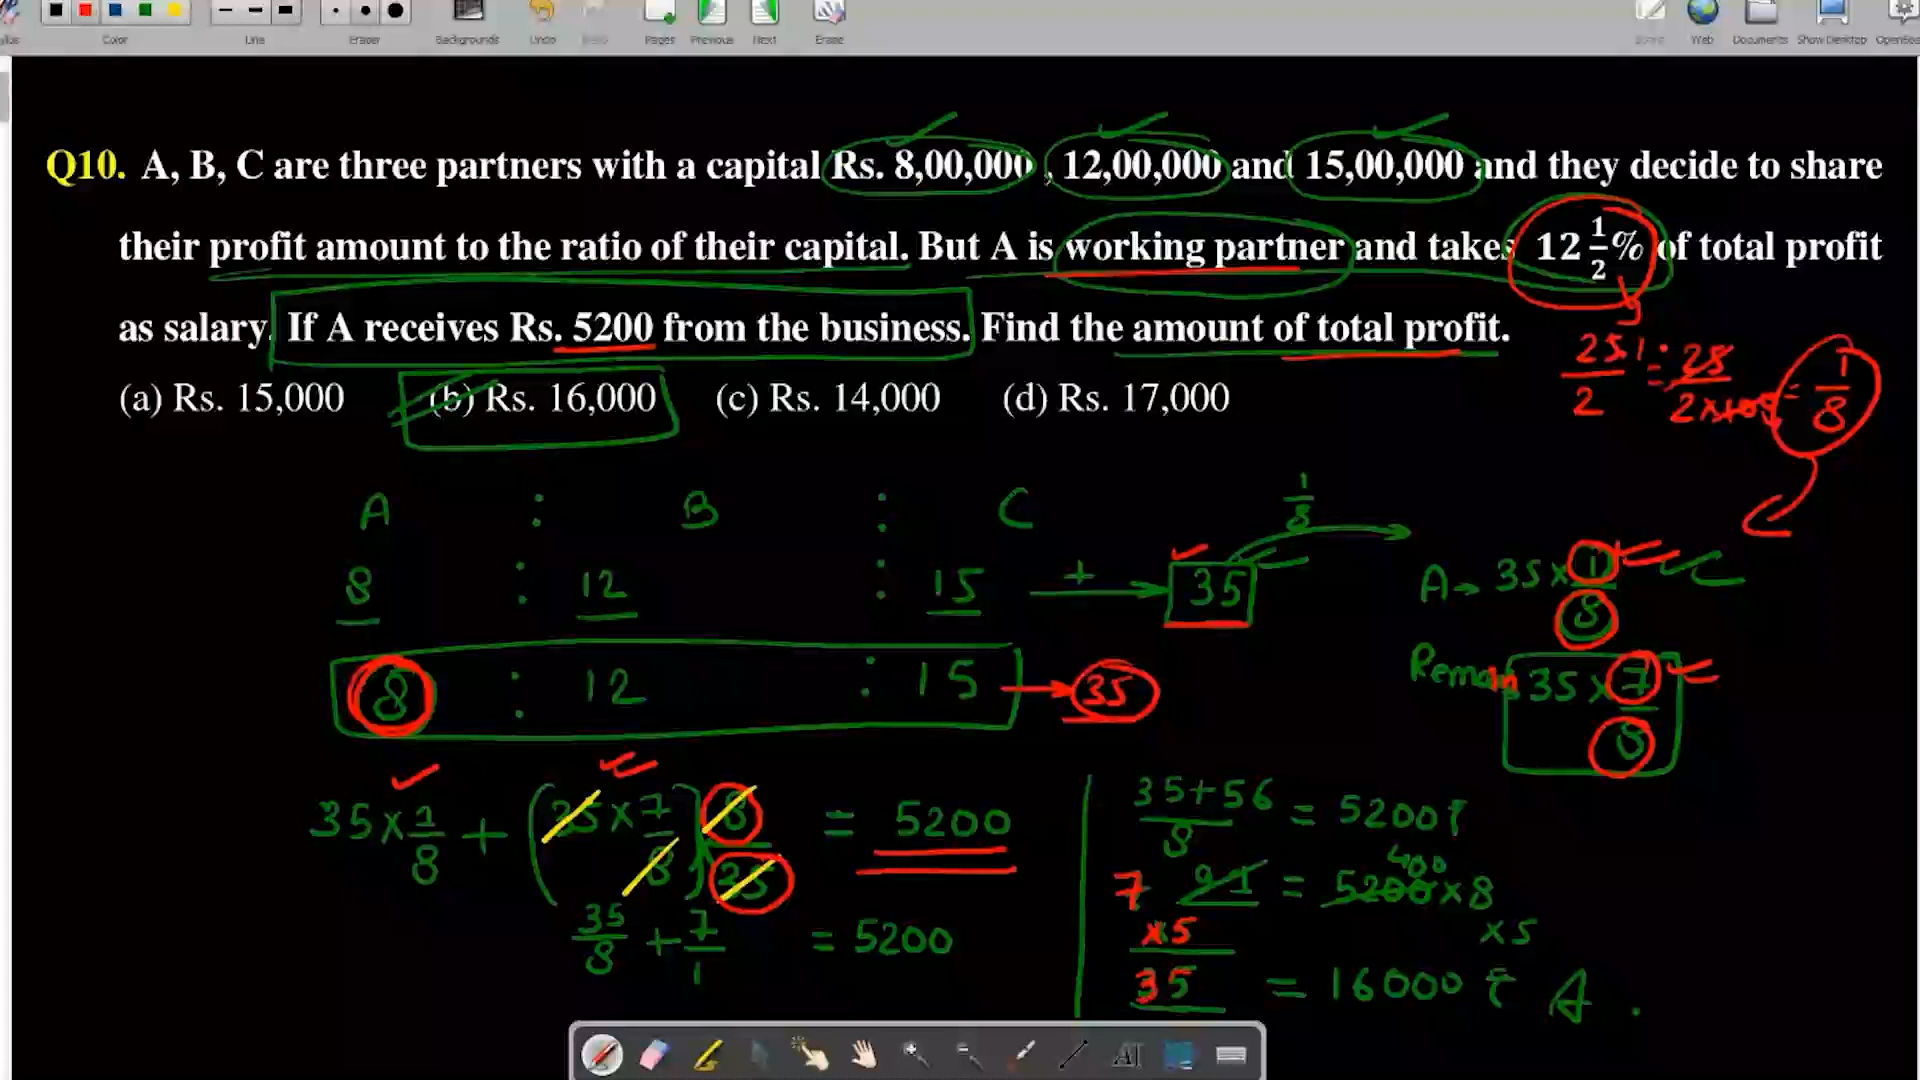 Color Line Eraser Backgrounds Undo Pages Previous Next Erase Web Documents Show Desktop
Q10. A, B, C are three partners with a capital Rs. 8,00,000 , 12,00,000 and 15,00,000 and they decide to share
their profit amount to the ratio of their capital. But A is working partner and takes 12 1/2 % of total profit
as salary. If A receives Rs. 5200 from the business. Find the amount of total profit.
(a) Rs. 15,000 (b) Rs. 16,000 (c) Rs. 14,000 (d) Rs. 17,000
1/8
A : B : C
1/8
8 : 12 : 15 + 35
A → 35 × 1/8
8 : 12 : 15 → 35
Remain 35 × 7/8
35 × 1/8 + (35 × 7/8) 8/35 = 5200
35/8 + 7/1 = 5200
35+56/8 = 5200₹
7 91 = 5200 × 8
400
×5 ×5
35 = 16000 ₹ A.